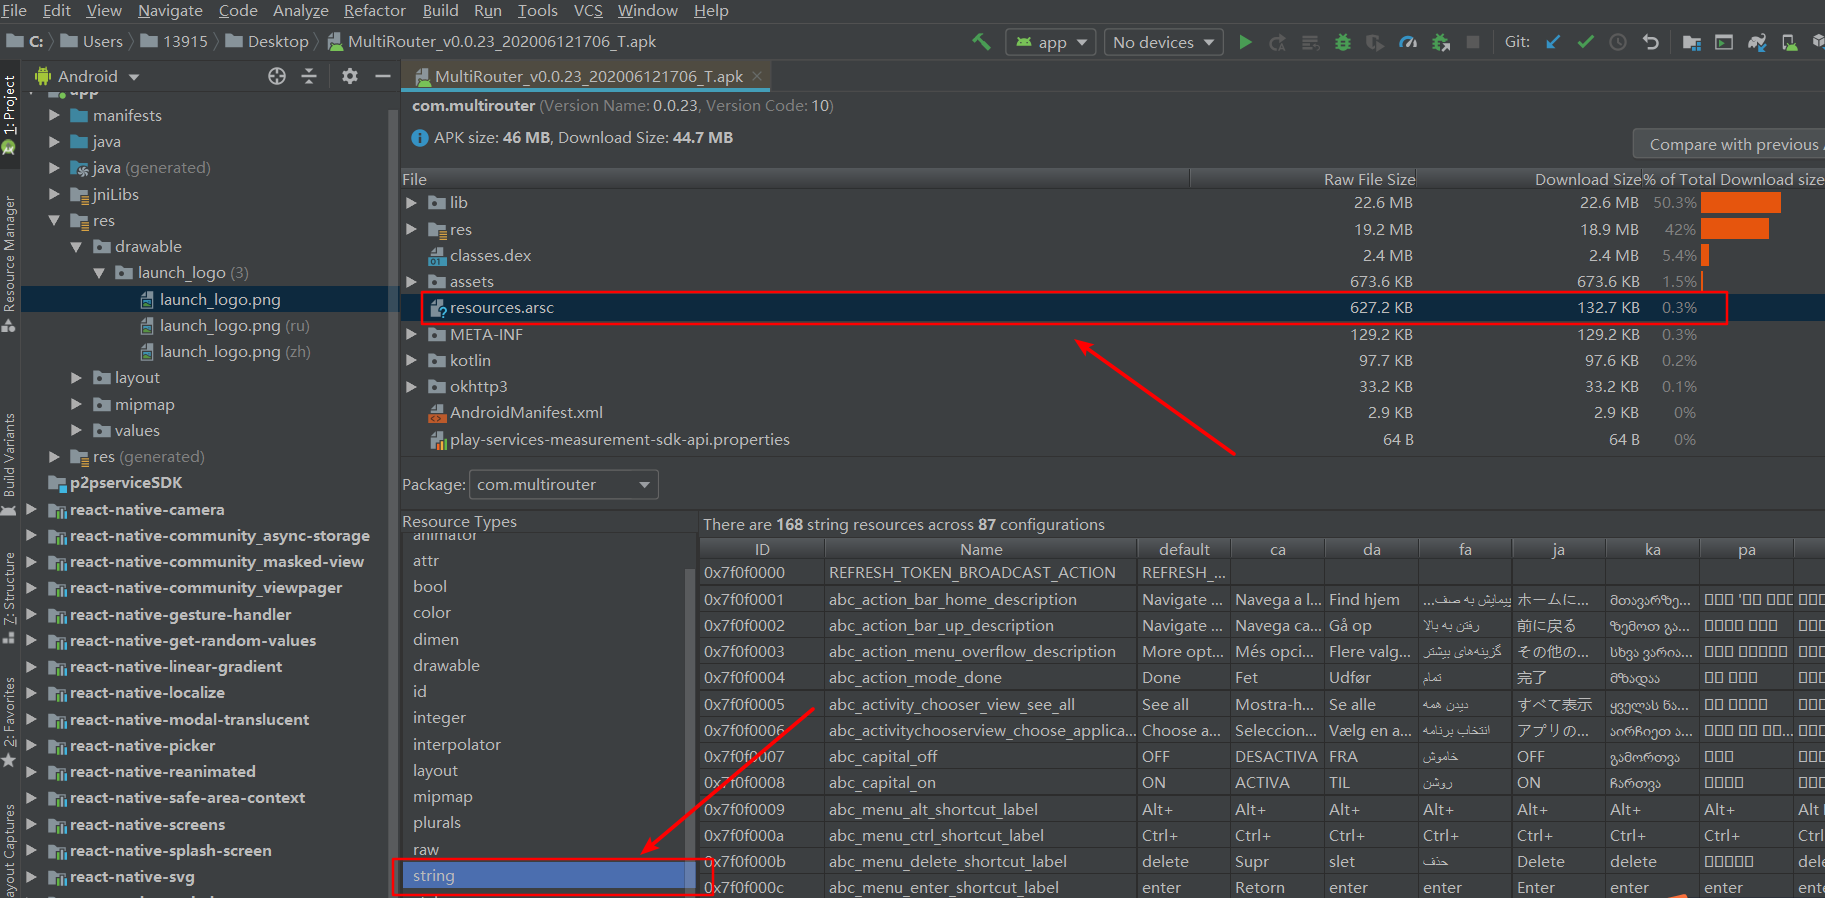 File Edit View Navigate Code Analyze Refactor Build Run Tools VCS Window Help
C: Users 13915 Desktop MultiRouter_v0.0.23_202006121706_T.apk app No devices Git:
1: Project
Resource Manager
Build Variants
Z: Structure
2: Favorites
ayout Captures
Android
app
manifests
java
java (generated)
jniLibs
res
drawable
launch_logo (3)
launch_logo.png
launch_logo.png (ru)
launch_logo.png (zh)
layout
mipmap
values
res (generated)
p2pserviceSDK
react-native-camera
react-native-community_async-storage
react-native-community_masked-view
react-native-community_viewpager
react-native-gesture-handler
react-native-get-random-values
react-native-linear-gradient
react-native-localize
react-native-modal-translucent
react-native-picker
react-native-reanimated
react-native-safe-area-context
react-native-screens
react-native-splash-screen
react-native-svg
MultiRouter_v0.0.23_202006121706_T.apk
com.multirouter (Version Name: 0.0.23, Version Code: 10)
APK size: 46 MB, Download Size: 44.7 MB
Compare with previous
File Raw File Size Download Size % of Total Download size
lib 22.6 MB 22.6 MB 50.3%
res 19.2 MB 18.9 MB 42%
classes.dex 2.4 MB 2.4 MB 5.4%
assets 673.6 KB 673.6 KB 1.5%
resources.arsc 627.2 KB 132.7 KB 0.3%
META-INF 129.2 KB 129.2 KB 0.3%
kotlin 97.7 KB 97.6 KB 0.2%
okhttp3 33.2 KB 33.2 KB 0.1%
AndroidManifest.xml 2.9 KB 2.9 KB 0%
play-services-measurement-sdk-api.properties 64 B 64 B 0%
Package: com.multirouter
Resource Types
animator
attr
bool
color
dimen
drawable
id
integer
interpolator
layout
mipmap
plurals
raw
string
There are 168 string resources across 87 configurations
ID Name default ca da fa ja ka pa
0x7f0f0000 REFRESH_TOKEN_BROADCAST_ACTION REFRESH_...
0x7f0f0001 abc_action_bar_home_description Navigate ... Navega a l... Find hjem پیمایش به صف... ホームに... მთავარზე...
0x7f0f0002 abc_action_bar_up_description Navigate ... Navega ca... Gå op رفتن به بالا 前に戻る ზემოთ გა...
0x7f0f0003 abc_action_menu_overflow_description More opt... Més opci... Flere valg... گزینه‌های بیشتر その他の... სხვა ვარია...
0x7f0f0004 abc_action_mode_done Done Fet Udfør تمام 完了 მზადაა
0x7f0f0005 abc_activity_chooser_view_see_all See all Mostra-h... Se alle دیدن همه すべて表示 ყველას ნა...
0x7f0f0006 abc_activitychooserview_choose_applica... Choose a... Seleccion... Vælg en a... انتخاب برنامه アプリの... აირჩიეთ ა...
0x7f0f0007 abc_capital_off OFF DESACTIVA FRA خاموش OFF გამორთვა
0x7f0f0008 abc_capital_on ON ACTIVA TIL روشن ON ჩართვა
0x7f0f0009 abc_menu_alt_shortcut_label Alt+ Alt+ Alt+ Alt+ Alt+ Alt+ Alt+ Alt
0x7f0f000a abc_menu_ctrl_shortcut_label Ctrl+ Ctrl+ Ctrl+ Ctrl+ Ctrl+ Ctrl+ Ctrl+ Ctrl
0x7f0f000b abc_menu_delete_shortcut_label delete Supr slet حذف Delete delete dele
0x7f0f000c abc_menu_enter_shortcut_label enter Retorn enter enter Enter enter enter ente